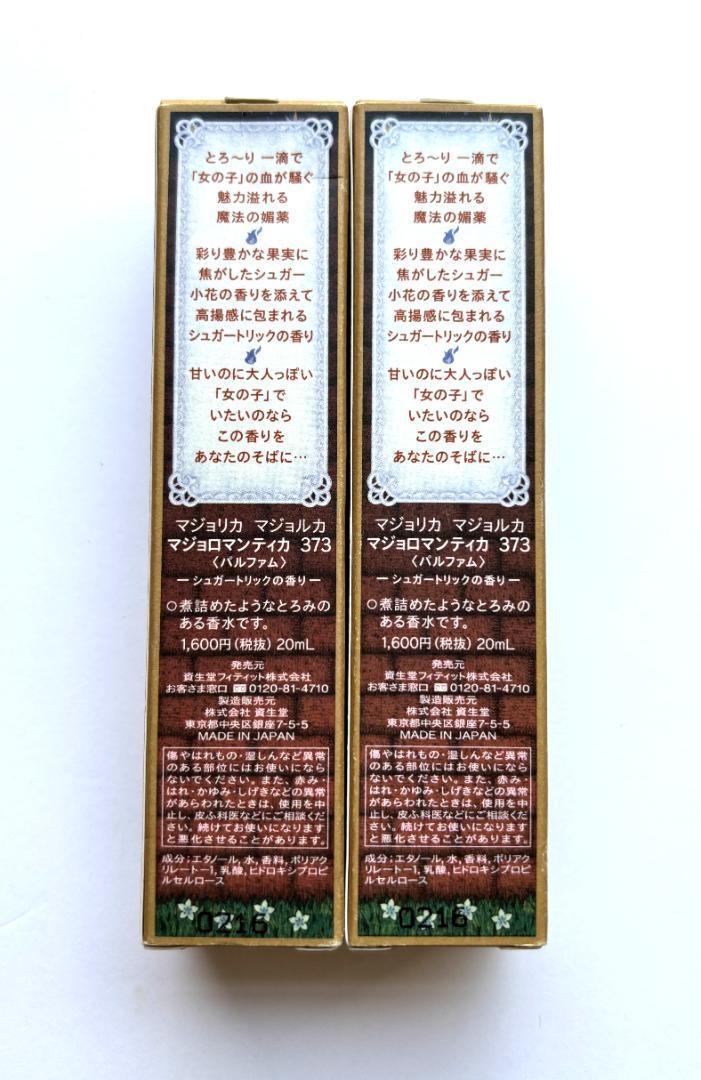 とろ〜り 一滴で
「女の子」の血が騒ぐ
魅力溢れる
魔法の媚薬
彩り豊かな果実に
焦がしたシュガー
小花の香りを添えて
高揚感に包まれる
シュガートリックの香り
甘いのに大人っぽい
「女の子」で
いたいのなら
この香りを
あなたのそばに…
マジョリカ マジョルカ
マジョロマンティカ 373
〈パルファム〉
ーシュガートリックの香りー
○煮詰めたようなとろみの
ある香水です。
1,600円(税抜) 20mL
発売元
資生堂フィティット株式会社
お客さま窓口 0120-81-4710
製造販売元
株式会社 資生堂
東京都中央区銀座7-5-5
MADE IN JAPAN
傷やはれもの・湿しんなど異常
のある部位にはお使いになら
ないでください。また、赤み・
はれ・かゆみ・しげきなどの異常
があらわれたときは、使用を中
止し、皮ふ科医などにご相談くだ
さい。続けてお使いになります
と悪化させることがあります。
成分:エタノール,水,香料,ポリアク
リレートー1,乳酸,ヒドロキシプロピ
ルセルロース
0216
とろ〜り 一滴で
「女の子」の血が騒ぐ
魅力溢れる
魔法の媚薬
彩り豊かな果実に
焦がしたシュガー
小花の香りを添えて
高揚感に包まれる
シュガートリックの香り
甘いのに大人っぽい
「女の子」で
いたいのなら
この香りを
あなたのそばに…
マジョリカ マジョルカ
マジョロマンティカ 373
〈パルファム〉
ーシュガートリックの香りー
○煮詰めたようなとろみの
ある香水です。
1,600円(税抜) 20mL
発売元
資生堂フィティット株式会社
お客さま窓口 0120-81-4710
製造販売元
株式会社 資生堂
東京都中央区銀座7-5-5
MADE IN JAPAN
傷やはれもの・湿しんなど異常
のある部位にはお使いになら
ないでください。また、赤み・
はれ・かゆみ・しげきなどの異常
があらわれたときは、使用を中
止し、皮ふ科医などにご相談くだ
さい。続けてお使いになります
と悪化させることがあります。
成分:エタノール,水,香料,ポリアク
リレートー1,乳酸,ヒドロキシプロピ
ルセルロース
0216